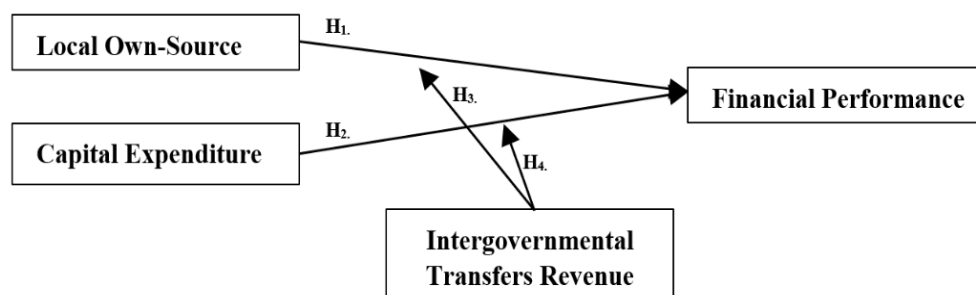 Local Own-Source
H1.
Capital Expenditure
H2.
H3.
H4.
Financial Performance
Intergovernmental
Transfers Revenue